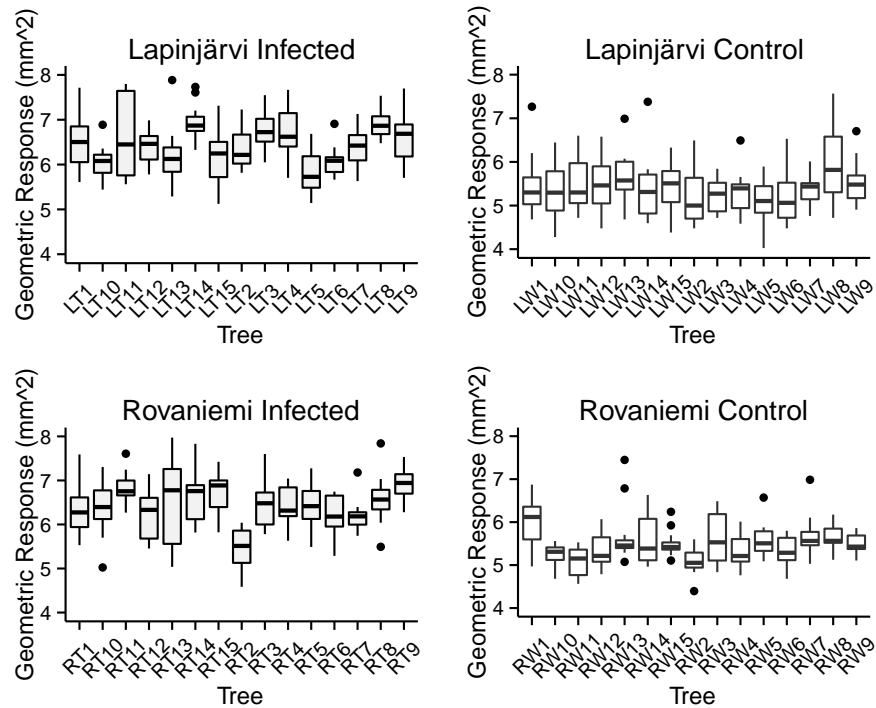 Lapinjärvi Infected
Geometric Response (mm^2)
8
7
6
5
4
LT1 LT10 LT11 LT12 LT13 LT14 LT15 LT2 LT3 LT4 LT5 LT6 LT7 LT8 LT9
Tree
Lapinjärvi Control
Geometric Response (mm^2)
8
7
6
5
4
LW1 LW10 LW11 LW12 LW13 LW14 LW15 LW2 LW3 LW4 LW5 LW6 LW7 LW8 LW9
Tree
Rovaniemi Infected
Geometric Response (mm^2)
8
7
6
5
4
RT1 RT10 RT11 RT12 RT13 RT14 RT15 RT2 RT3 RT4 RT5 RT6 RT7 RT8 RT9
Tree
Rovaniemi Control
Geometric Response (mm^2)
8
7
6
5
4
RW1 RW10 RW11 RW12 RW13 RW14 RW15 RW2 RW3 RW4 RW5 RW6 RW7 RW8 RW9
Tree